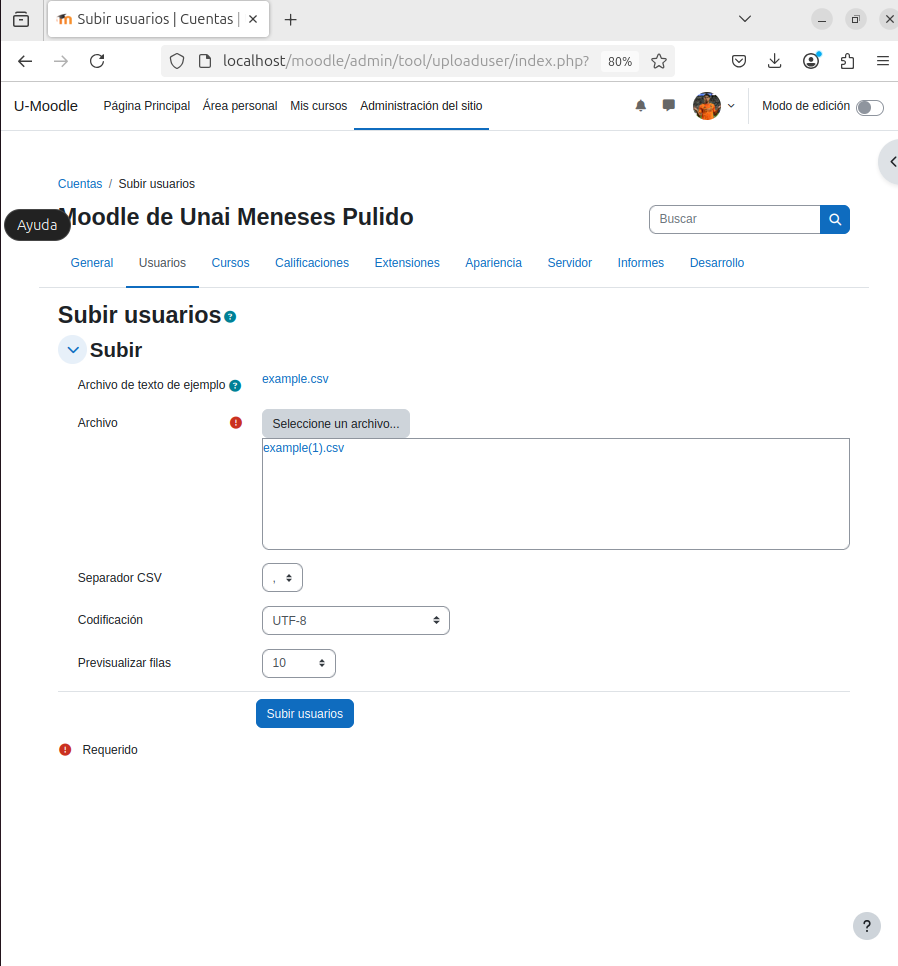 Subir usuarios | Cuentas |
localhost/moodle/admin/tool/uploaduser/index.php?
80%
U-Moodle
Página Principal
Área personal
Mis cursos
Administración del sitio
Modo de edición
Cuentas / Subir usuarios
Moodle de Unai Meneses Pulido
Ayuda
Buscar
General
Usuarios
Cursos
Calificaciones
Extensiones
Apariencia
Servidor
Informes
Desarrollo
Subir usuarios
Subir
Archivo de texto de ejemplo
example.csv
Archivo
Seleccione un archivo...
example(1).csv
Separador CSV
,
Codificación
UTF-8
Previsualizar filas
10
Subir usuarios
Requerido
?